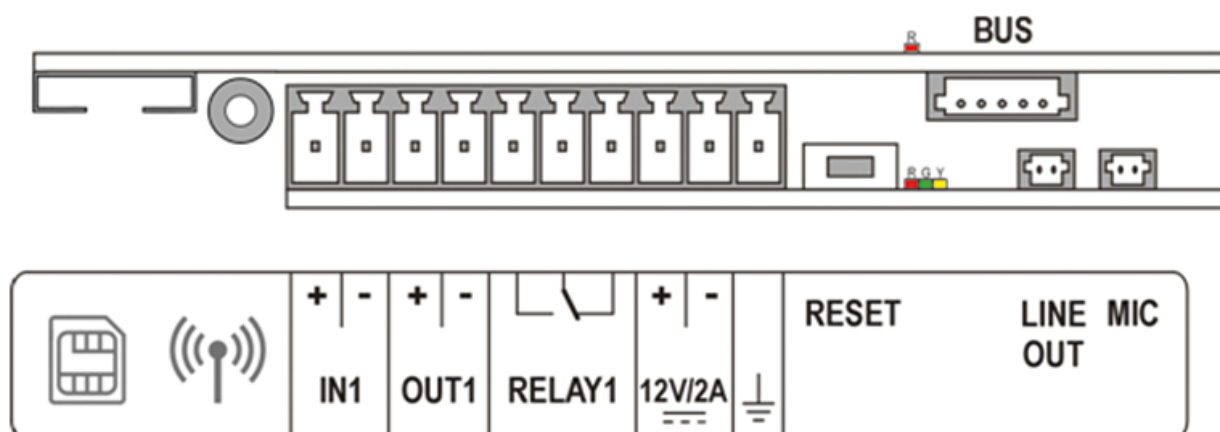 R
BUS
R G Y
+ - + - + -
RESET
LINE MIC
OUT
IN1 OUT1 RELAY1 12V/2A